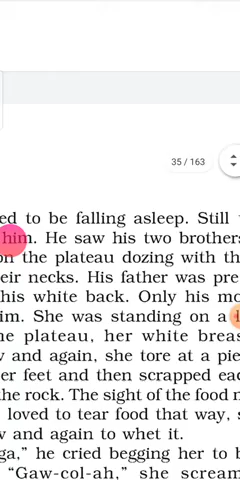 35 / 163
ed to be falling asleep. Still
him. He saw his two brothers
on the plateau dozing with th
eir necks. His father was pre
his white back. Only his mo
im. She was standing on a
he plateau, her white breas
v and again, she tore at a pie
er feet and then scrapped eac
he rock. The sight of the food
loved to tear food that way, s
v and again to whet it.
ga,” he cried begging her to b
“Gaw-col-ah,” she scream